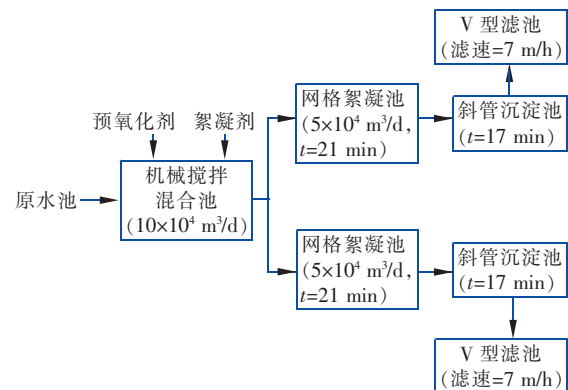 V 型滤池
(滤速=7 m/h)
网格絮凝池
(5×10⁴ m³/d,
t=21 min)
斜管沉淀池
(t=17 min)
预氧化剂
絮凝剂
原水池
机械搅拌
混合池
(10×10⁴ m³/d)
网格絮凝池
(5×10⁴ m³/d,
t=21 min)
斜管沉淀池
(t=17 min)
V 型滤池
(滤速=7 m/h)